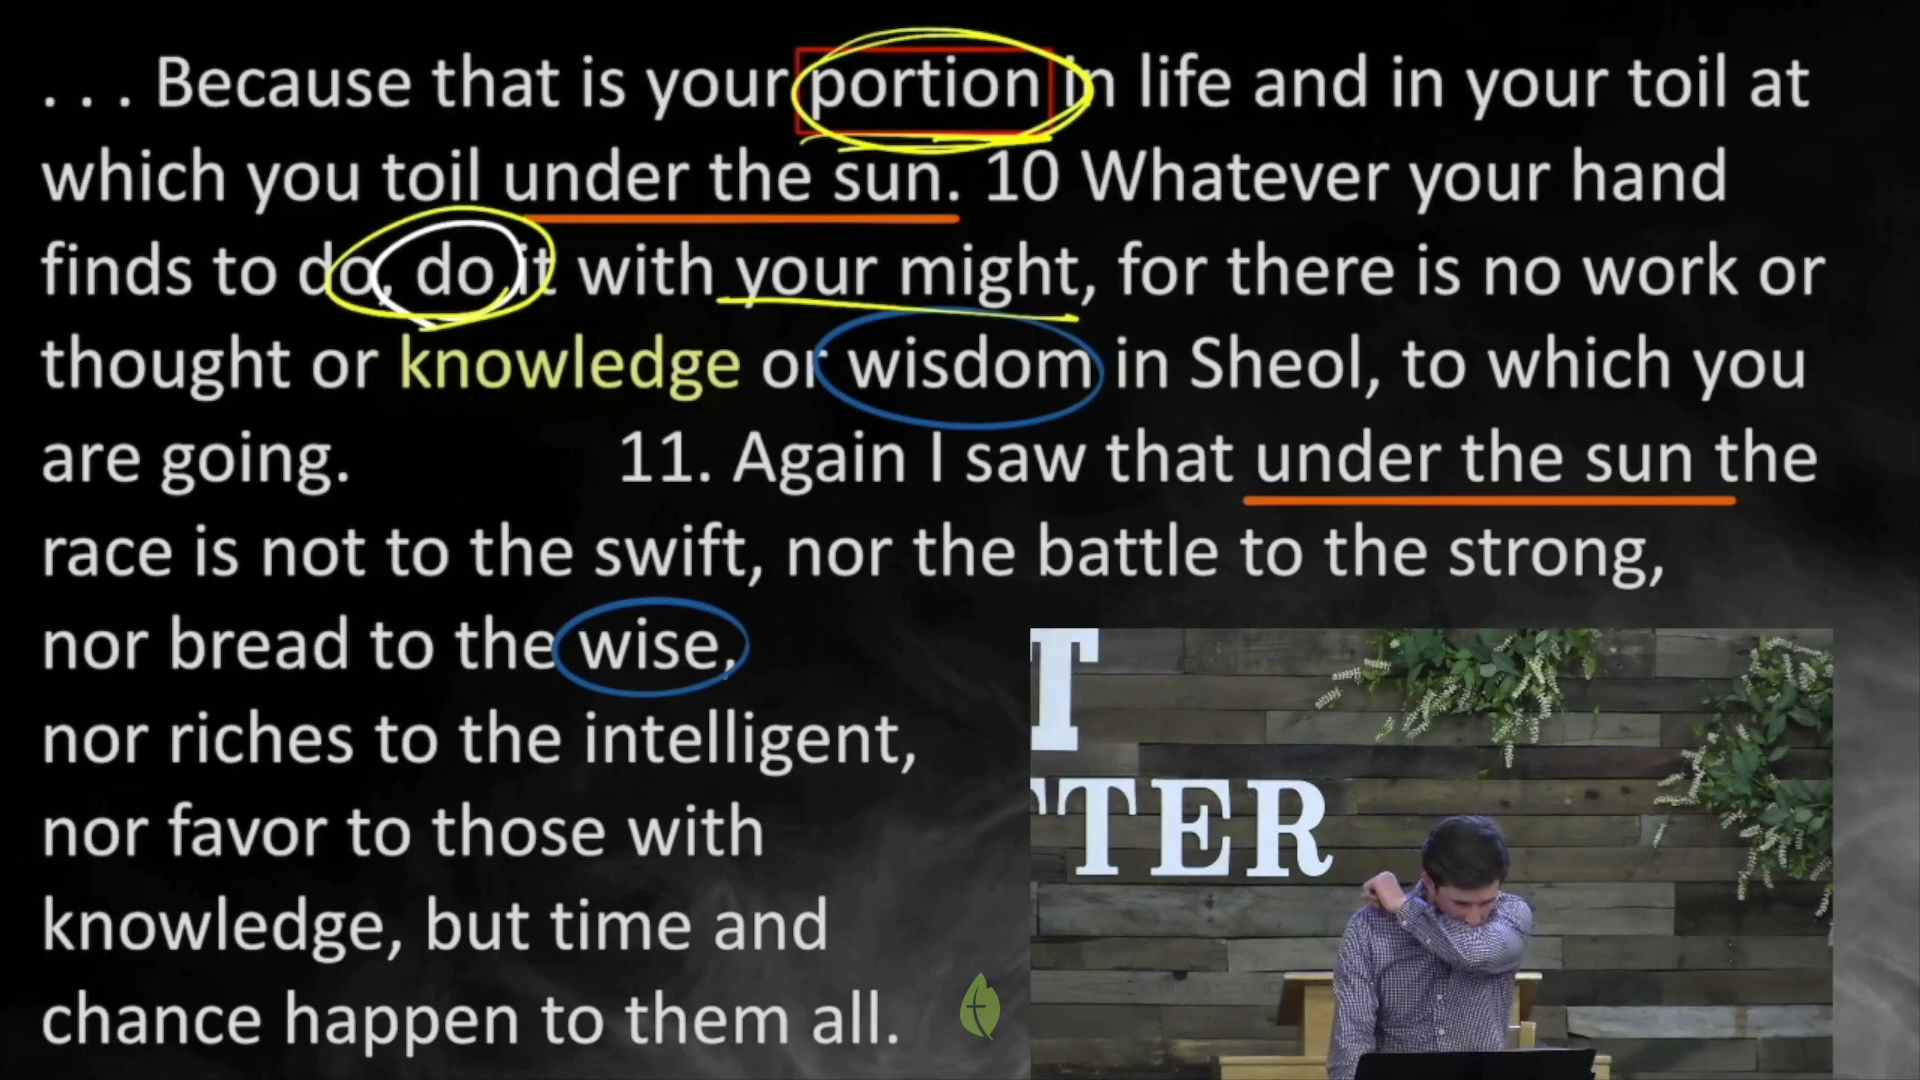 . . . Because that is your portion in life and in your toil at
which you toil under the sun. 10 Whatever your hand
finds to do, do it with your might, for there is no work or
thought or knowledge or wisdom in Sheol, to which you
are going. 11. Again I saw that under the sun the
race is not to the swift, nor the battle to the strong,
nor bread to the wise,
nor riches to the intelligent,
nor favor to those with
knowledge, but time and
chance happen to them all.
T
TTER